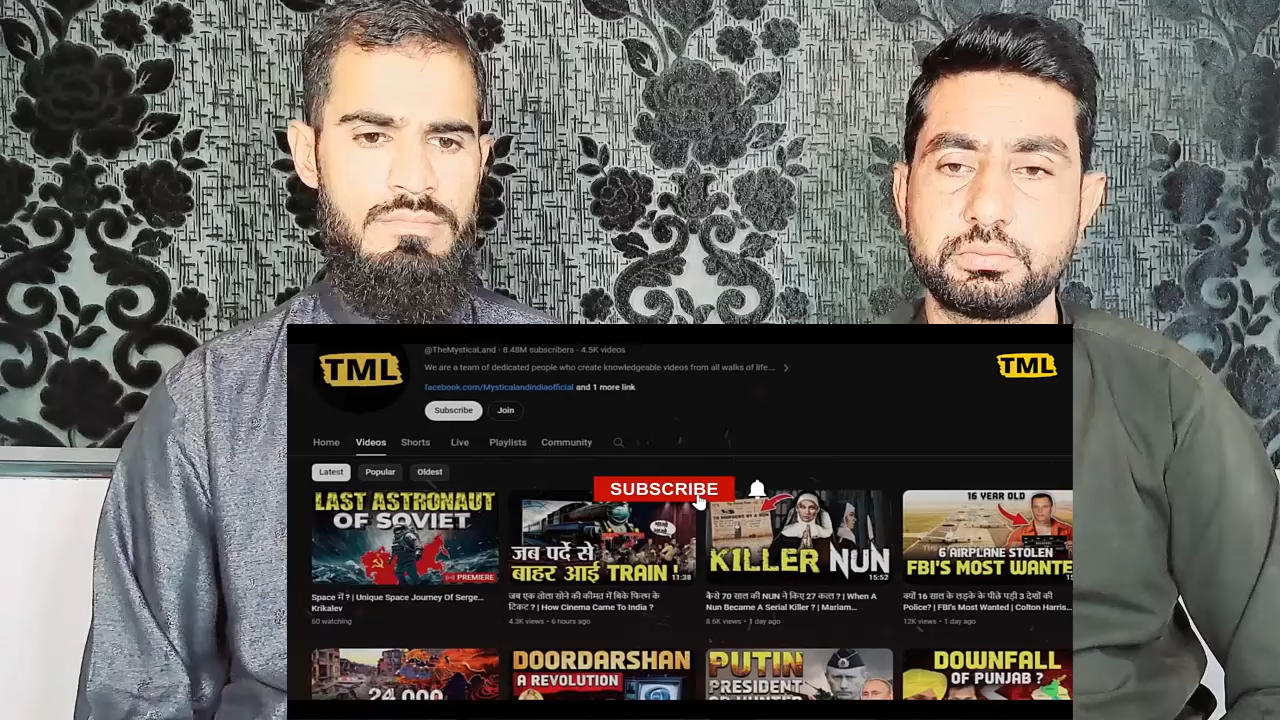 TML
@TheMysticaLand · 8.48M subscribers · 4.5K videos
We are a team of dedicated people who create knowledgeable videos from all walks of life...
facebook.com/Mysticalandindiaofficial and 1 more link
Subscribe Join
TML
Home Videos Shorts Live Playlists Community
Latest Popular Oldest
SUBSCRIBE
LAST ASTRONAUT
OF SOVIET
PREMIERE
Space में ? | Unique Space Journey Of Serge...
Krikalev
60 watching
जब पर्दे से
बाहर आई TRAIN !
11:38
जब एक तोला सोने की कीमत में बिके फिल्म के
टिकट ? | How Cinema Came To India ?
4.3K views · 6 hours ago
KILLER NUN
15:52
कैसे 70 साल की NUN ने किए 27 कत्ल ? | When A
Nun Became A Serial Killer ? | Mariam...
8.6K views · 1 day ago
16 YEAR OLD
6 AIRPLANE STOLEN
FBI'S MOST WANTE
क्यों 16 साल के लड़के के पीछे पड़ी 3 देशों की
Police? | FBI's Most Wanted | Colton Harris...
12K views · 1 day ago
24,000
DOORDARSHAN
A REVOLUTION
PUTIN
PRESIDENT
DOWNFALL
OF PUNJAB ?